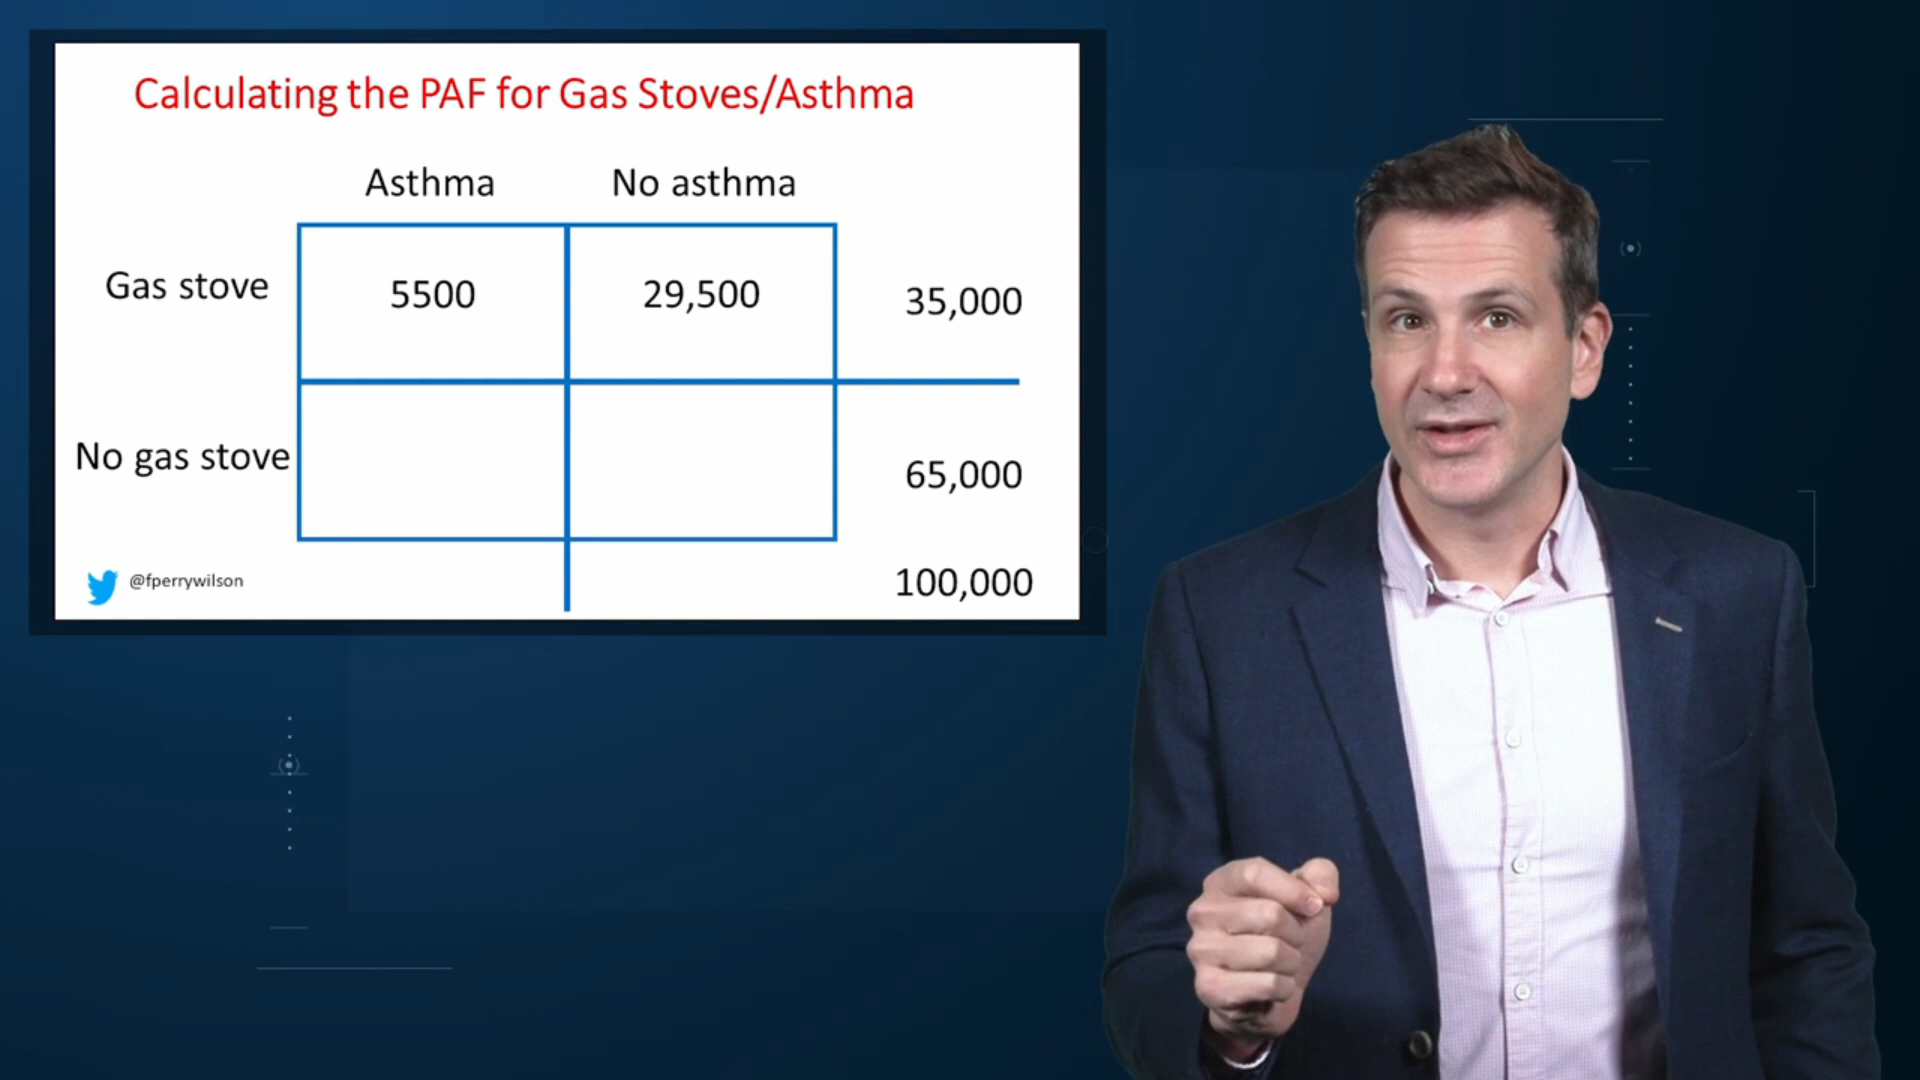 Calculating the PAF for Gas Stoves/Asthma
Asthma No asthma
Gas stove 5500 29,500 35,000
No gas stove 65,000
@fperrywilson 100,000